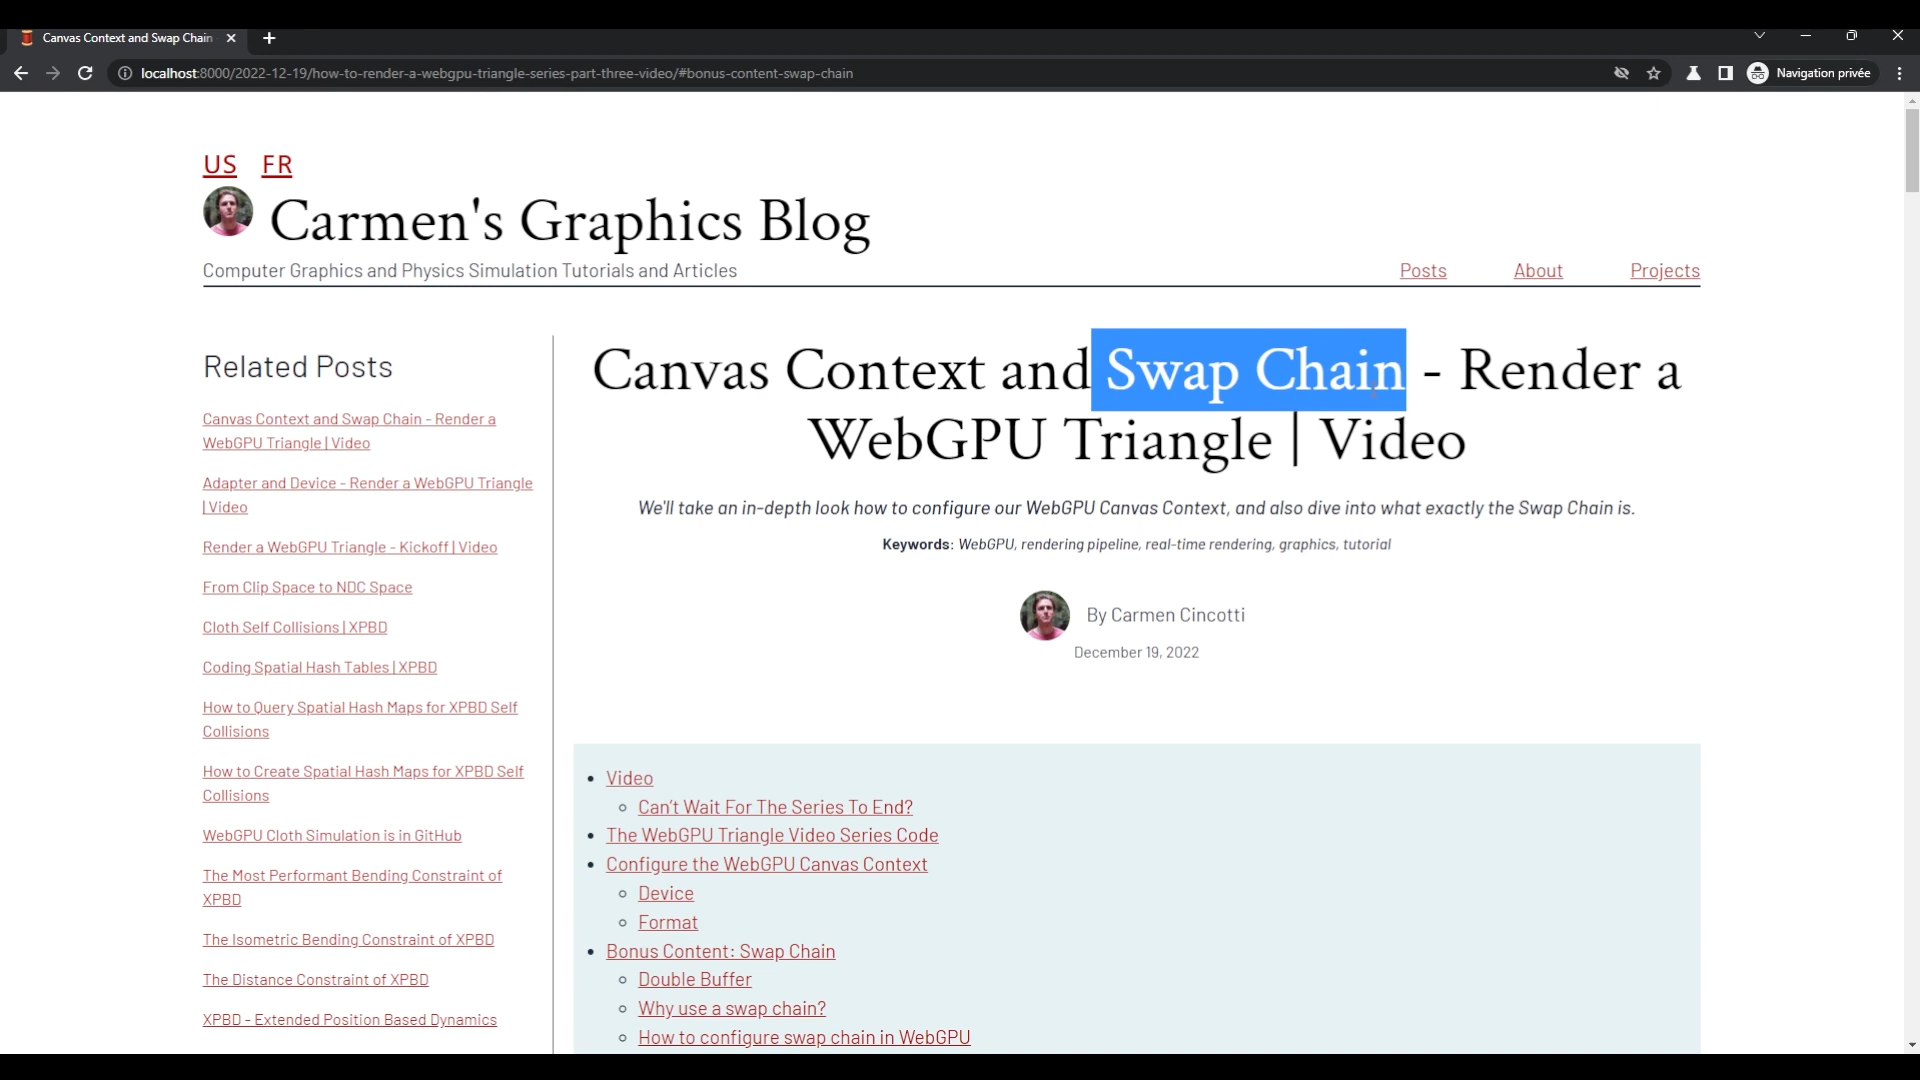 Canvas Context and Swap Chain
localhost:8000/2022-12-19/how-to-render-a-webgpu-triangle-series-part-three-video/#bonus-content-swap-chain
Navigation privée
US FR
Carmen's Graphics Blog
Computer Graphics and Physics Simulation Tutorials and Articles
Posts About Projects
Related Posts
Canvas Context and Swap Chain - Render a
WebGPU Triangle | Video
Adapter and Device - Render a WebGPU Triangle
| Video
Render a WebGPU Triangle - Kickoff | Video
From Clip Space to NDC Space
Cloth Self Collisions | XPBD
Coding Spatial Hash Tables | XPBD
How to Query Spatial Hash Maps for XPBD Self
Collisions
How to Create Spatial Hash Maps for XPBD Self
Collisions
WebGPU Cloth Simulation is in GitHub
The Most Performant Bending Constraint of
XPBD
The Isometric Bending Constraint of XPBD
The Distance Constraint of XPBD
XPBD - Extended Position Based Dynamics
Canvas Context and Swap Chain - Render a
WebGPU Triangle | Video
We'll take an in-depth look how to configure our WebGPU Canvas Context, and also dive into what exactly the Swap Chain is.
Keywords: WebGPU, rendering pipeline, real-time rendering, graphics, tutorial
By Carmen Cincotti
December 19, 2022
Video
Can't Wait For The Series To End?
The WebGPU Triangle Video Series Code
Configure the WebGPU Canvas Context
Device
Format
Bonus Content: Swap Chain
Double Buffer
Why use a swap chain?
How to configure swap chain in WebGPU